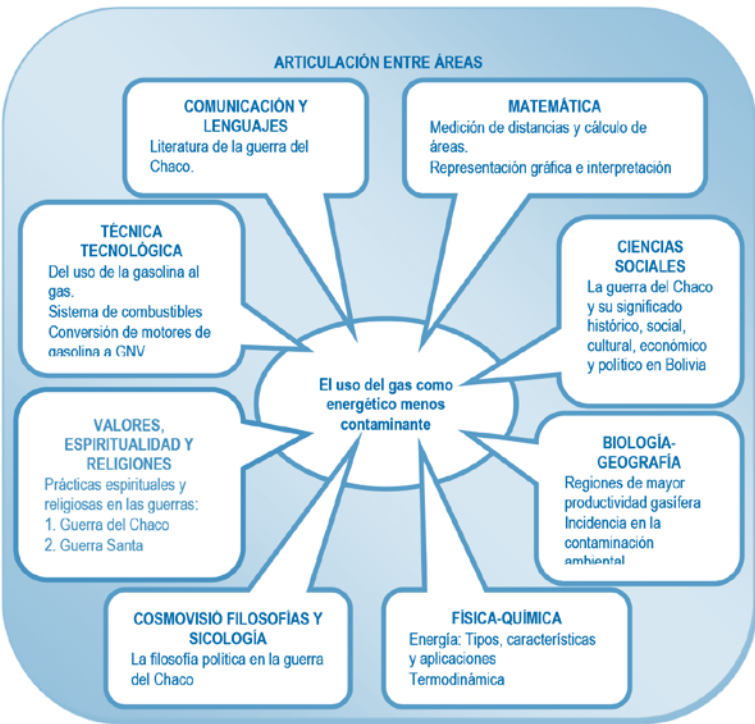 ARTICULACIÓN ENTRE ÁREAS
COMUNICACIÓN Y
LENGUAJES
Literatura de la guerra del
Chaco.
MATEMÁTICA
Medición de distancias y cálculo de
áreas.
Representación gráfica e interpretación
TÉCNICA
TECNOLÓGICA
Del uso de la gasolina al
gas.
Sistema de combustibles
Conversión de motores de
gasolina a GNV
CIENCIAS
SOCIALES
La guerra del Chaco
y su significado
histórico, social,
cultural, económico
y político en Bolivia
El uso del gas como
energético menos
contaminante
VALORES,
ESPIRITUALIDAD Y
RELIGIONES
Prácticas espirituales y
religiosas en las guerras:
1. Guerra del Chaco
2. Guerra Santa
BIOLOGÍA-
GEOGRAFÍA
Regiones de mayor
productividad gasífera
Incidencia en la
contaminación
ambiental
COSMOVISIÓ FILOSOFÍAS Y
SICOLOGÍA
La filosofía política en la guerra
del Chaco
FÍSICA-QUÍMICA
Energía: Tipos, características
y aplicaciones
Termodinámica